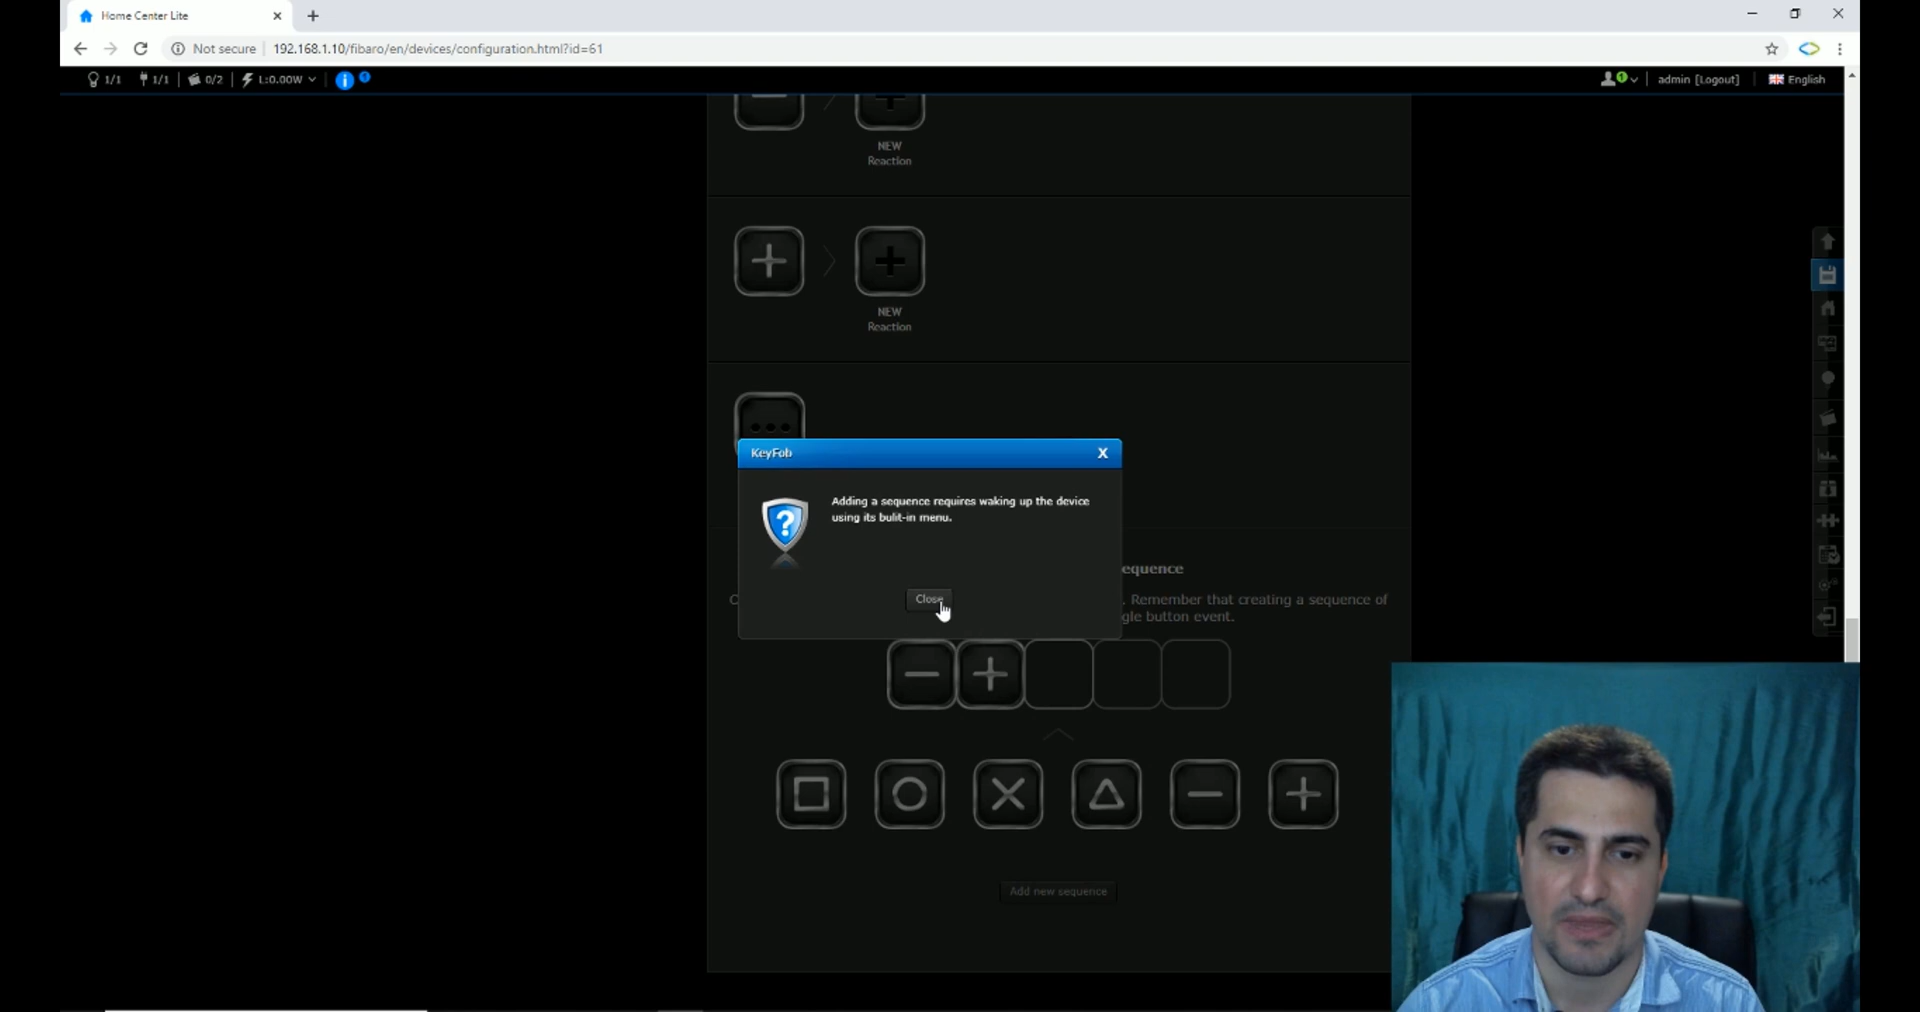 Home Center Lite
Not secure 192.168.1.10/fibaro/en/devices/configuration.html?id=61
1/1 1/1 0/2 L:0.00W
admin [Logout] English
NEW
Reaction
NEW
Reaction
KeyFob X
Adding a sequence requires waking up the device
using its bulit-in menu.
Close
equence
. Remember that creating a sequence of
gle button event.
Add new sequence